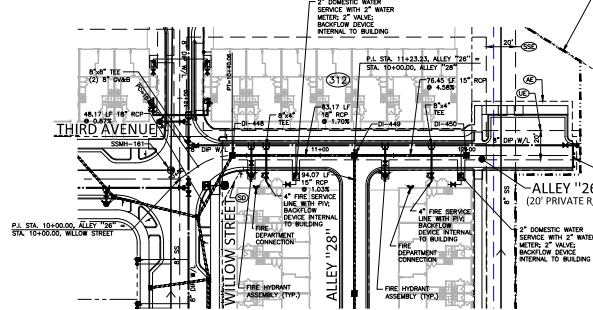 2" DOMESTIC WATER
SERVICE WITH 2" WATER
METER; 2" VALVE;
BACKFLOW DEVICE
INTERNAL TO BUILDING
20'
SSE
P.I. STA. 11+23.23, ALLEY "26" =
STA. 10+00.00, ALLEY "28"
8"x8" TEE
(2) 8" GV&B
312
76.45 LF 15" RCP
@ 4.58%
AE
UE
83.17 LF
18" RCP
@ 1.70%
8"x4"
TEE
8"x4"
TEE
48.17 LF 18" RCP
@ 0.87%
THIRD AVENUE
DI-448
DI-449
DI-450
SSMH-161
8" DIP W/L
11+00
12+00
8" DIP W/L
20'
94.07 LF
15" RCP
@ 1.03%
SD
4" FIRE SERVICE
LINE WITH PIV;
BACKFLOW
DEVICE INTERNAL
TO BUILDING
4" FIRE SERVICE
LINE WITH PIV;
BACKFLOW
DEVICE INTERNAL
TO BUILDING
ALLEY "26
(20' PRIVATE R/
P.I. STA. 10+00.00, ALLEY "26" =
STA. 10+00.00, WILLOW STREET
FIRE
DEPARTMENT
CONNECTION
FIRE
DEPARTMENT
CONNECTION
2" DOMESTIC WATER
SERVICE WITH 2" WATE
METER; 2" VALVE;
BACKFLOW DEVICE
INTERNAL TO BUILDING
8" SS
8" DIP W/L
WILLOW STREET
ALLEY "28"
8" SS
FIRE HYDRANT
ASSEMBLY (TYP.)
FIRE HYDRANT
ASSEMBLY (TYP.)